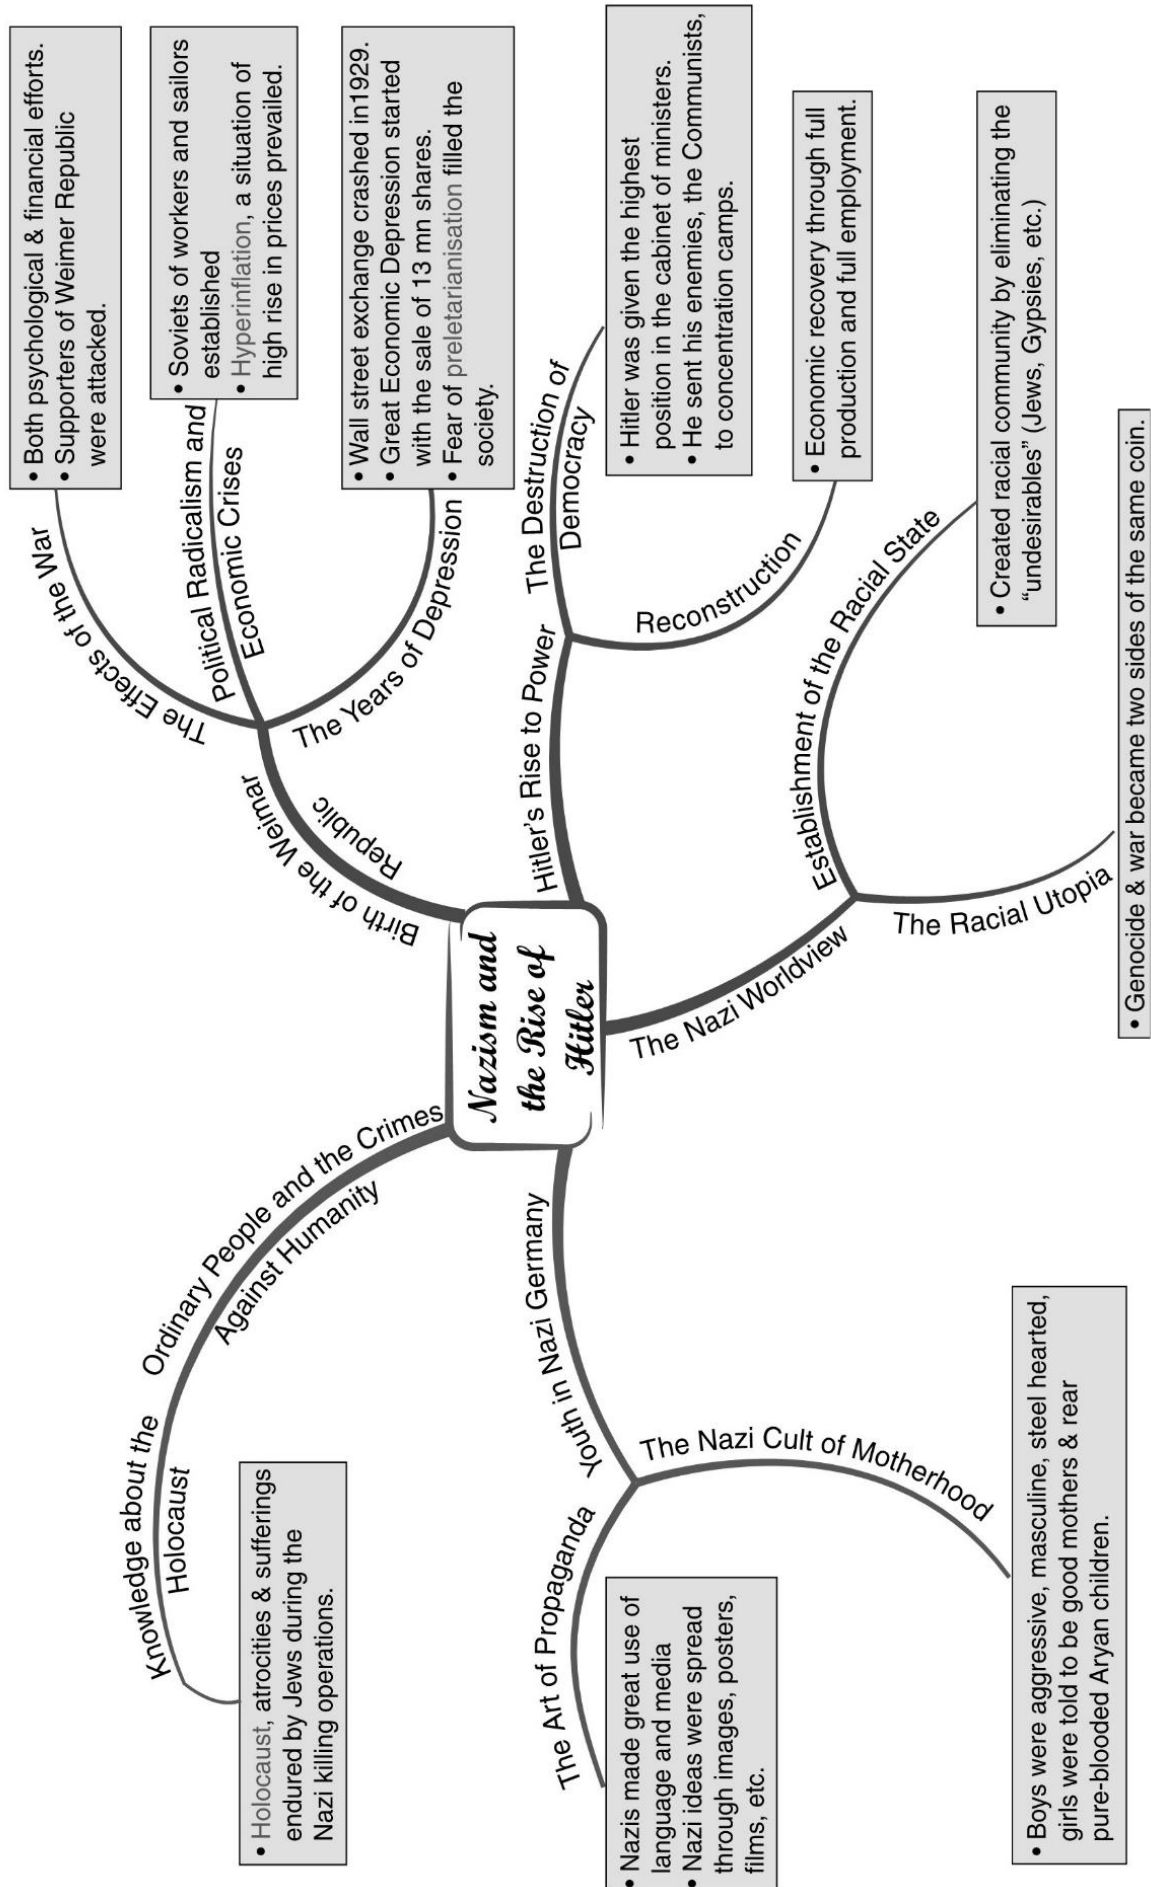 Nazism and
the Rise of
Hitler
Birth of the Weimar
Republic
The Effects of the War
• Both psychological & financial efforts.
• Supporters of Weimer Republic
were attacked.
Political Radicalism and
Economic Crises
• Soviets of workers and sailors
established
• Hyperinflation, a situation of
high rise in prices prevailed.
The Years of Depression
• Wall street exchange crashed in1929.
• Great Economic Depression started
with the sale of 13 mn shares.
• Fear of preletarianisation filled the
society.
Hitler's Rise to Power
The Destruction of
Democracy
• Hitler was given the highest
position in the cabinet of ministers.
• He sent his enemies, the Communists,
to concentration camps.
Reconstruction
• Economic recovery through full
production and full employment.
The Nazi Worldview
Establishment of the Racial State
• Created racial community by eliminating the
“undesirables” (Jews, Gypsies, etc.)
The Racial Utopia
• Genocide & war became two sides of the same coin.
Youth in Nazi Germany
The Nazi Cult of Motherhood
• Boys were aggressive, masculine, steel hearted,
girls were told to be good mothers & rear
pure-blooded Aryan children.
The Art of Propaganda
• Nazis made great use of
language and media
• Nazi ideas were spread
through images, posters,
films, etc.
Ordinary People and the Crimes
Against Humanity
Knowledge about the
Holocaust
• Holocaust, atrocities & sufferings
endured by Jews during the
Nazi killing operations.